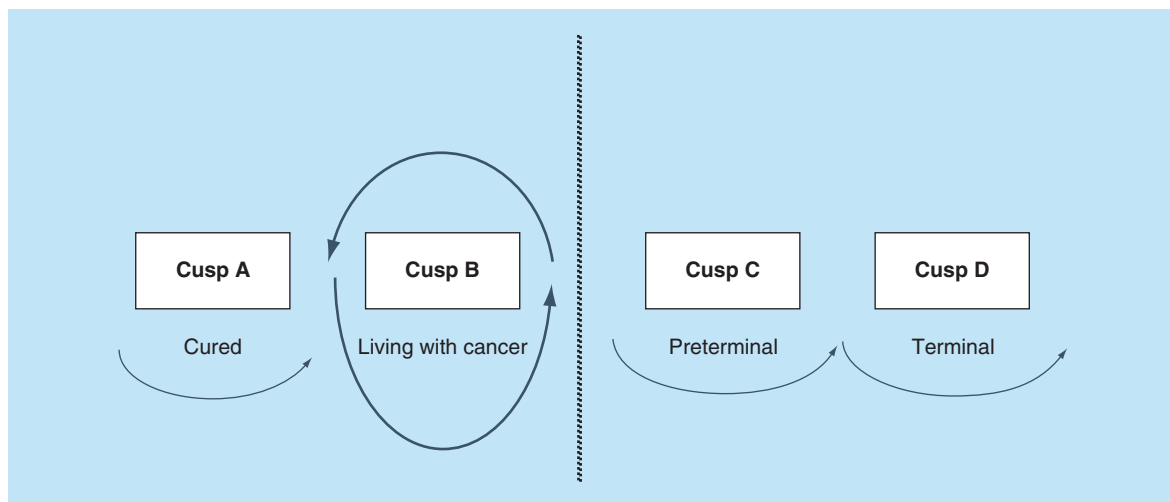 Cusp A
Cusp B
Cusp C
Cusp D
Cured
Living with cancer
Preterminal
Terminal